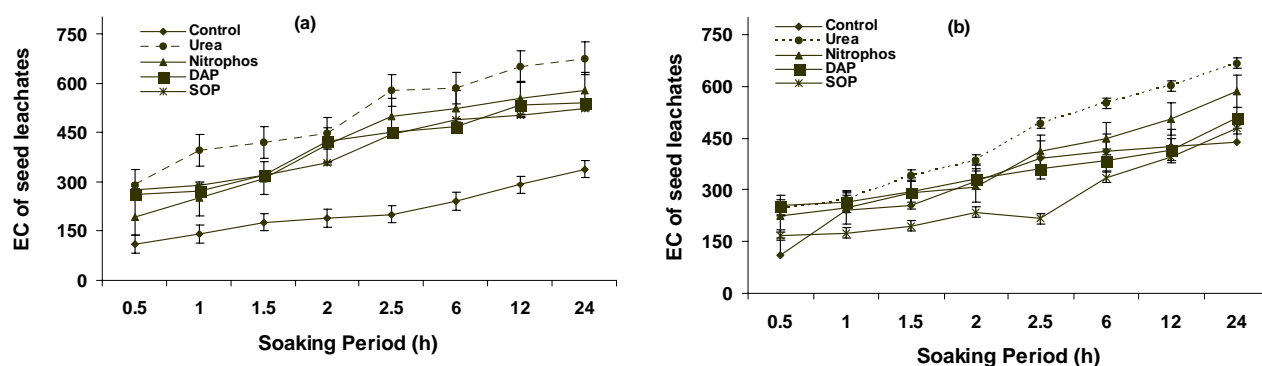 (a)
Control
Urea
Nitrophos
DAP
SOP
EC of seed leachates
750
600
450
300
150
0
0.5 1 1.5 2 2.5 6 12 24
Soaking Period (h)
(b)
Control
Urea
Nitrophos
DAP
SOP
EC of seed leachates
750
600
450
300
150
0
0.5 1 1.5 2 2.5 6 12 24
Soaking Period (h)